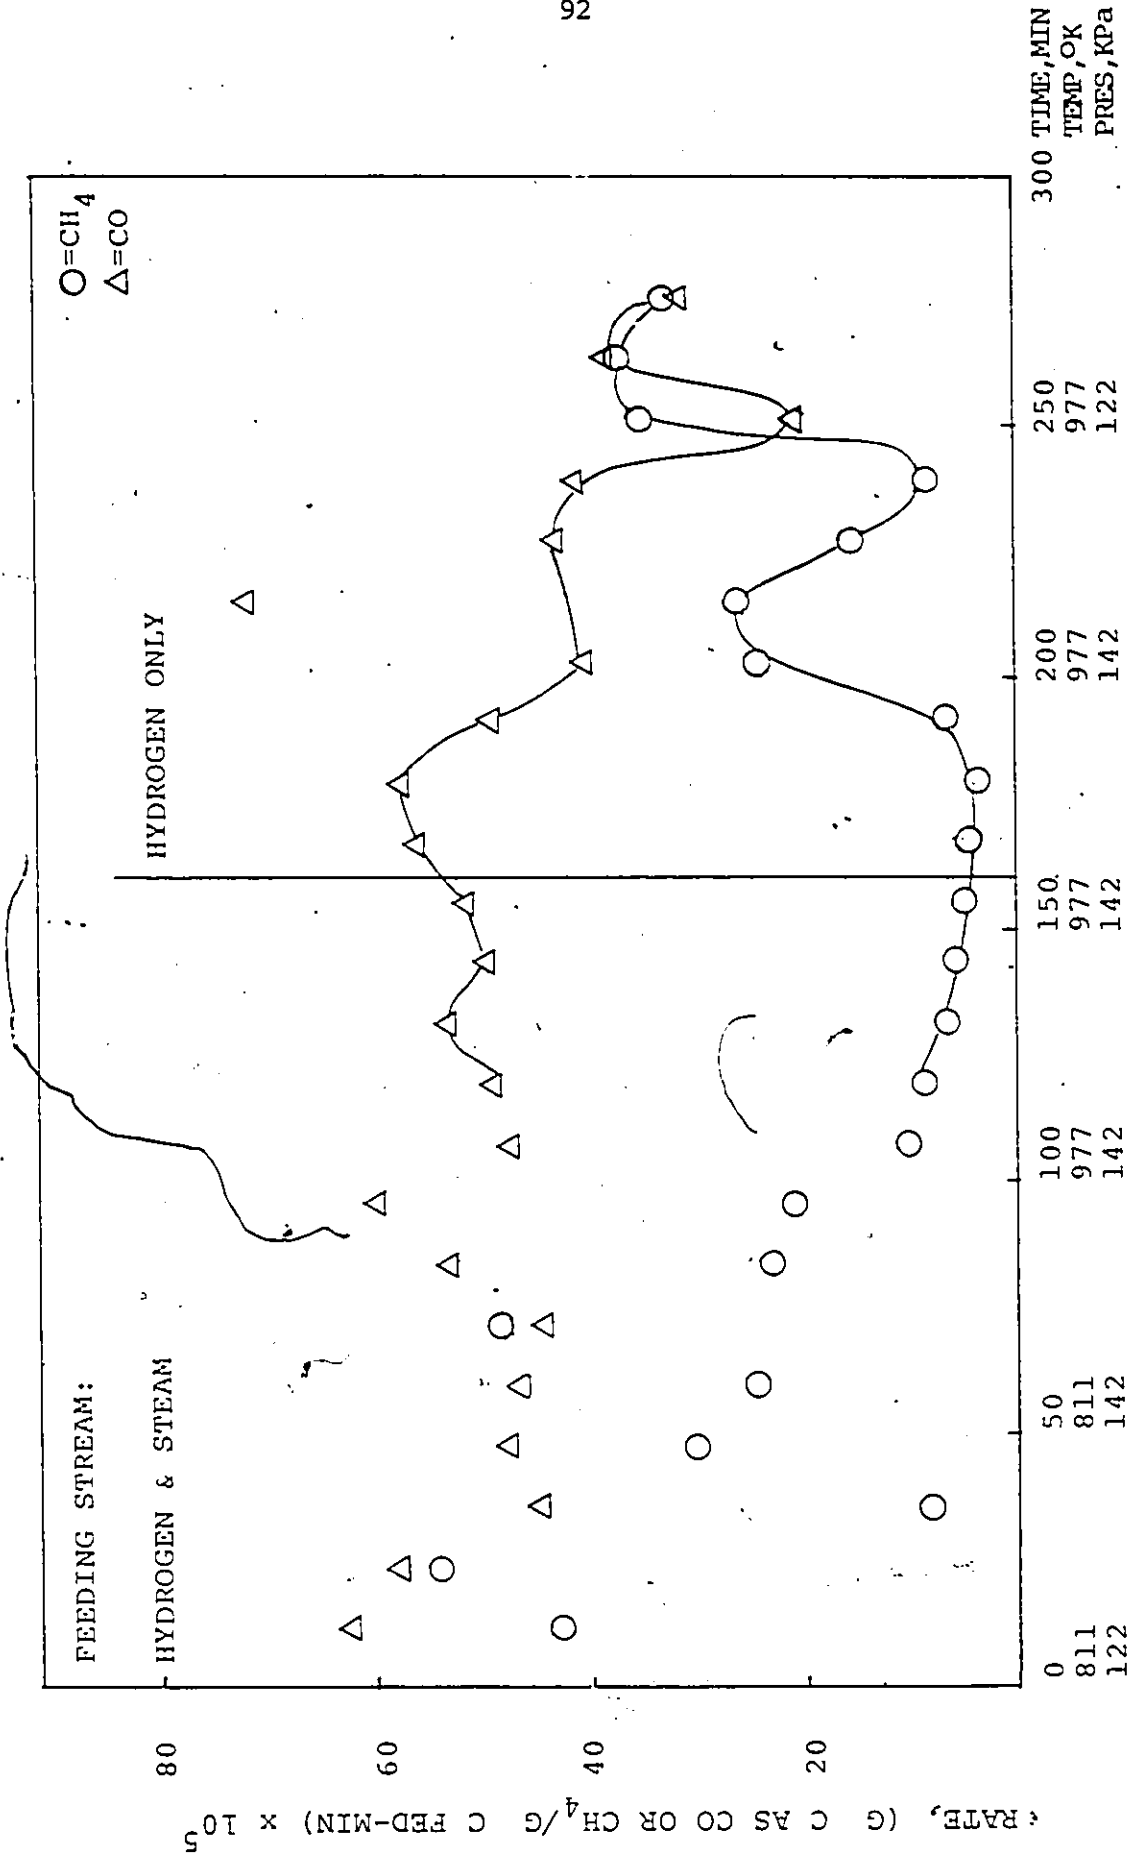 92
FEEDING STREAM:
HYDROGEN & STEAM
HYDROGEN ONLY
O=CH4
△=CO
RATE, (G C AS CO OR CH4/G C FED-MIN) x 10^5
80
60
40
20
0 50 100 150 200 250 300 TIME,MIN
811 811 977 977 977 977 TEMP,OK
122 142 142 142 142 122 PRES,KPa